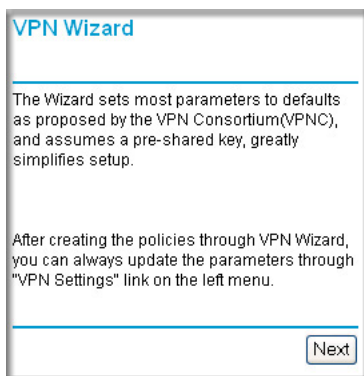 VPN Wizard
The Wizard sets most parameters to defaults
as proposed by the VPN Consortium(VPNC),
and assumes a pre-shared key, greatly
simplifies setup.
After creating the policies through VPN Wizard,
you can always update the parameters through
"VPN Settings" link on the left menu.
Next